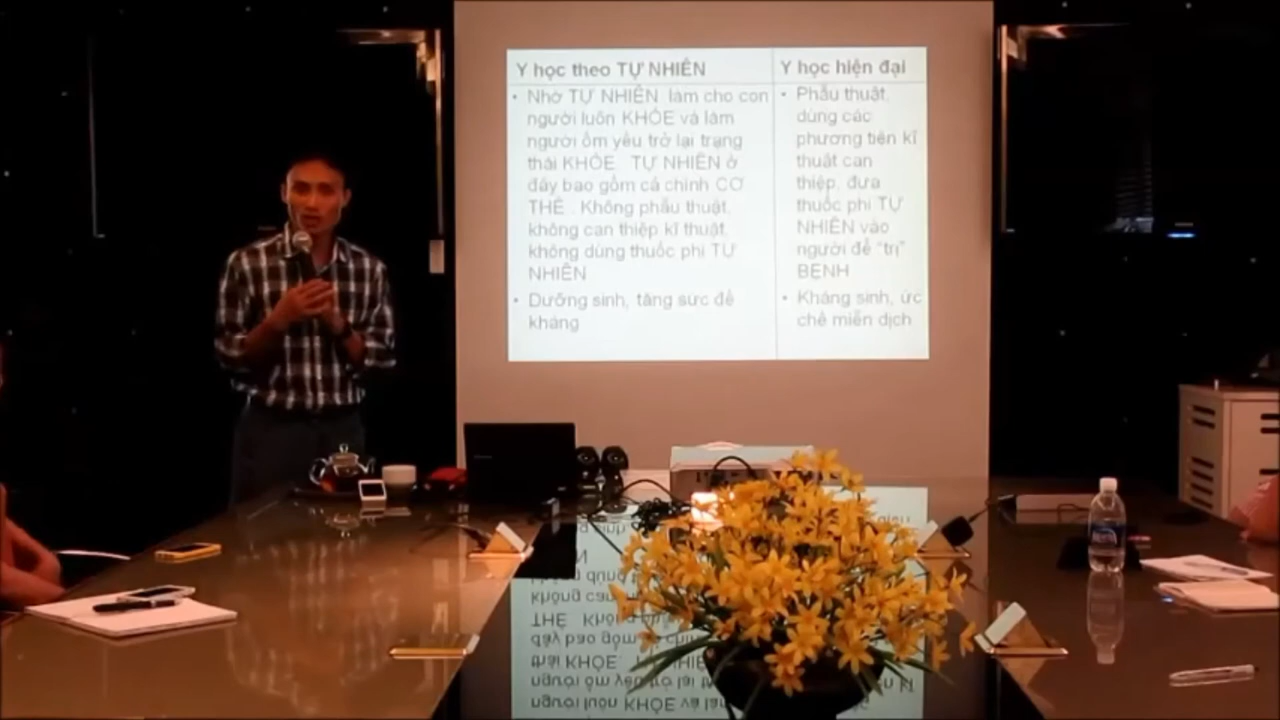 Y học theo TỰ NHIÊN
Nhờ TỰ NHIÊN làm cho con
người luôn KHỎE và làm
người ốm yếu trở lại trạng
thái KHỎE. TỰ NHIÊN ở
đây bao gồm cả chính CƠ
THỂ. Không phẫu thuật,
không can thiệp kĩ thuật,
không dùng thuốc phi TỰ
NHIÊN
Dưỡng sinh, tăng sức đề
kháng
Y học hiện đại
Phẫu thuật,
dùng các
phương tiện kĩ
thuật can
thiệp, đưa
thuốc phi TỰ
NHIÊN vào
người để "trị"
BỆNH
Kháng sinh, ức
chế miễn dịch